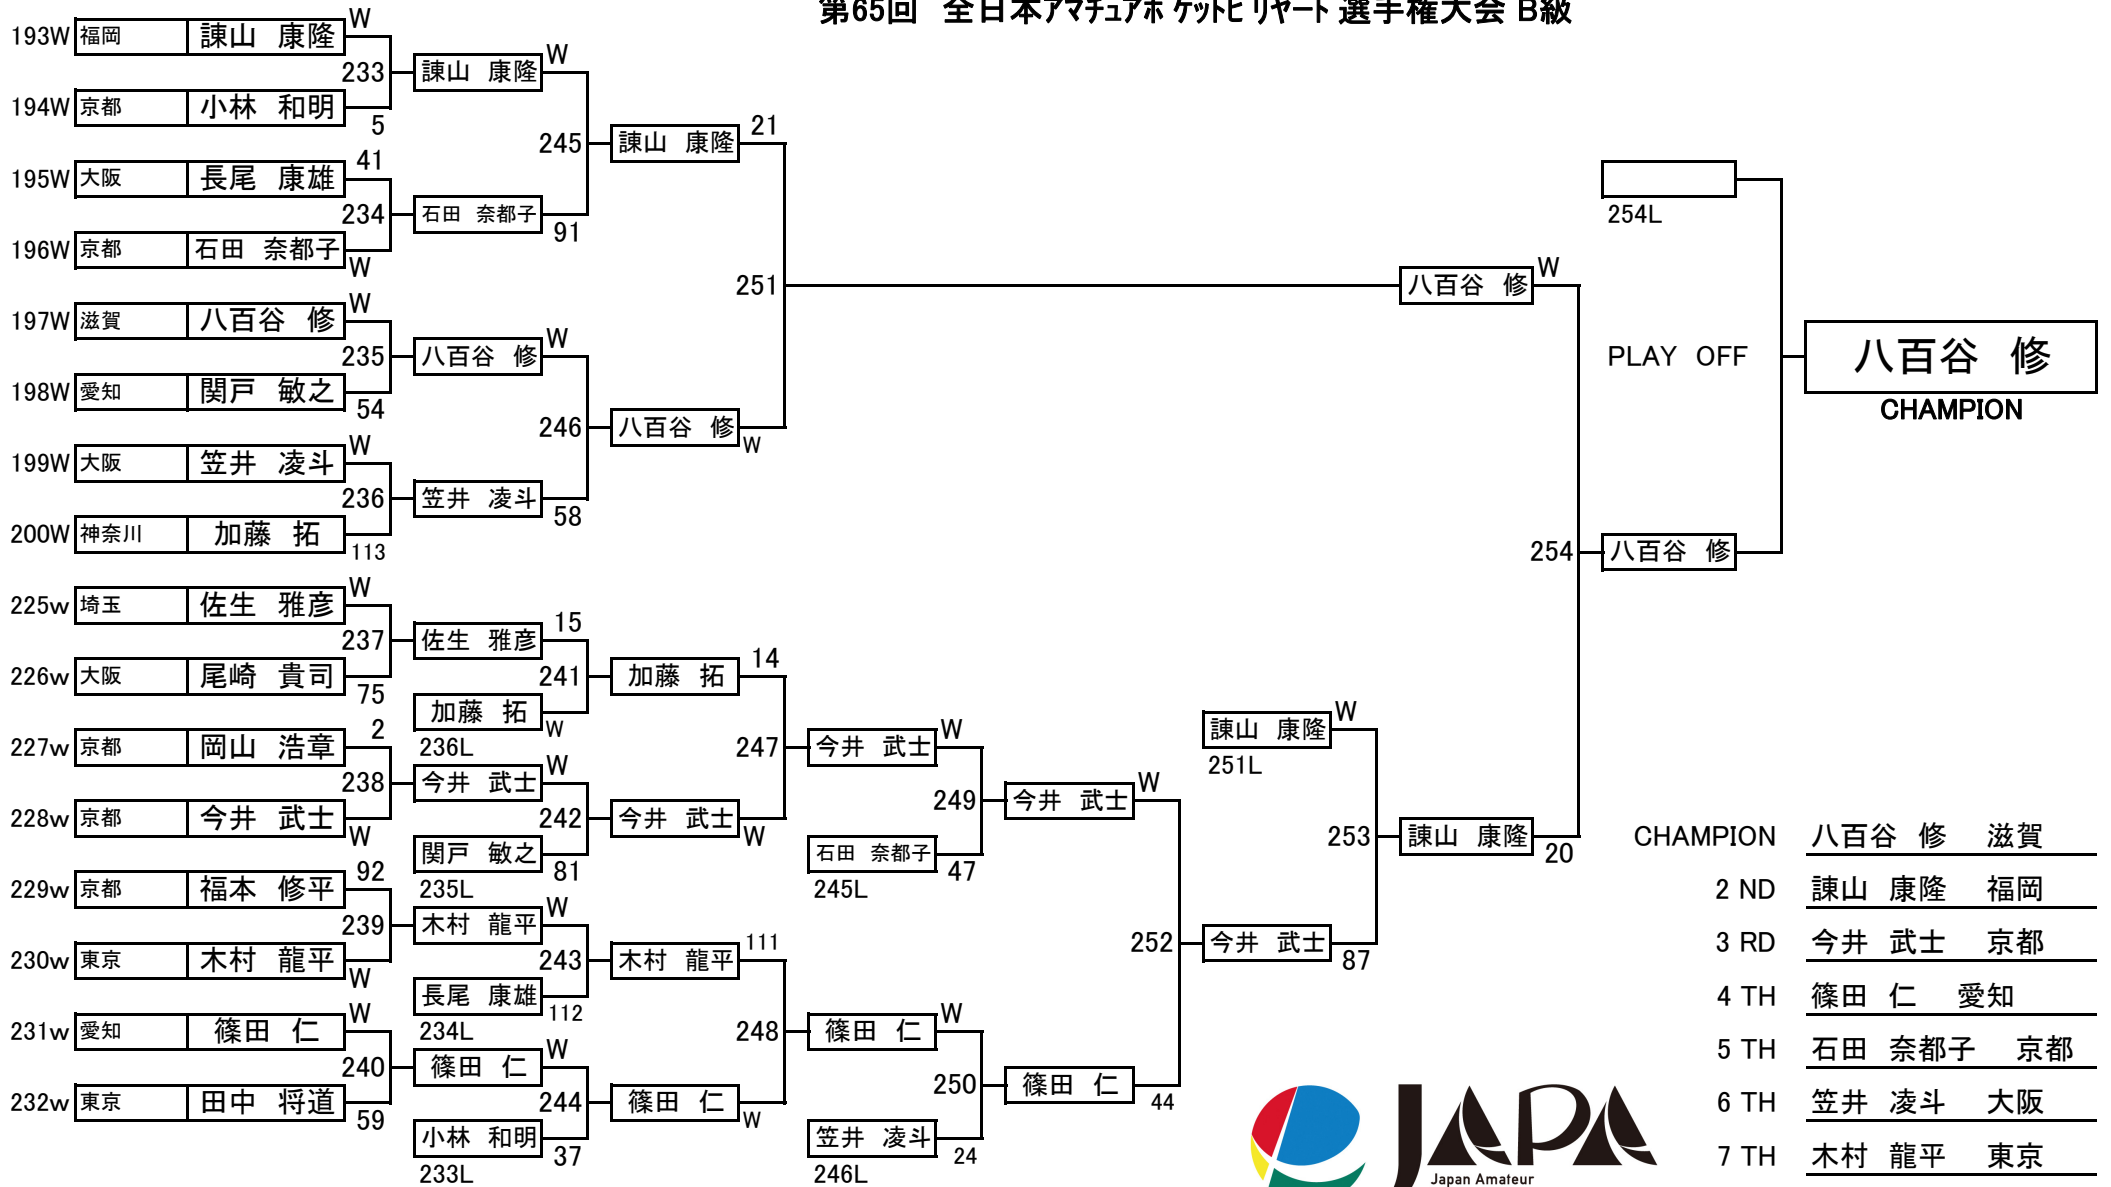 第65回 全日本アマチュアポケットビリヤード選手権大会 B級
193W 福岡 諌山 康隆 W
233
194W 京都 小林 和明 5
195W 大阪 長尾 康雄 41
234
196W 京都 石田 奈都子 W
197W 滋賀 八百谷 修 W
235
198W 愛知 関戸 敏之 54
199W 大阪 笠井 凌斗 W
236
200W 神奈川 加藤 拓 113
225w 埼玉 佐生 雅彦 W
237
226w 大阪 尾崎 貴司 75
227w 京都 岡山 浩章 2
238
228w 京都 今井 武士 W
229w 京都 福本 修平 92
239
230w 東京 木村 龍平 W
231w 愛知 篠田 仁 W
240
232w 東京 田中 将道 59
諌山 康隆 W
245
石田 奈都子 91
八百谷 修 W
246
笠井 凌斗 58
佐生 雅彦 15
241
加藤 拓 W
236L
今井 武士 W
242
関戸 敏之 81
235L
木村 龍平 W
243
長尾 康雄 112
234L
篠田 仁 W
244
小林 和明 37
233L
諌山 康隆 21
251
八百谷 修 W
加藤 拓 14
247
今井 武士 W
木村 龍平 111
248
篠田 仁 W
今井 武士 W
249
石田 奈都子 47
245L
篠田 仁 W
250
笠井 凌斗 24
246L
今井 武士 W
252
篠田 仁 44
諌山 康隆 W
251L
253
今井 武士 87
八百谷 修 W
254
諌山 康隆 20
254L
PLAY OFF
八百谷 修
八百谷 修
CHAMPION
CHAMPION 八百谷 修 滋賀
2 ND 諌山 康隆 福岡
3 RD 今井 武士 京都
4 TH 篠田 仁 愛知
5 TH 石田 奈都子 京都
6 TH 笠井 凌斗 大阪
7 TH 木村 龍平 東京
JAPA
Japan Amateur